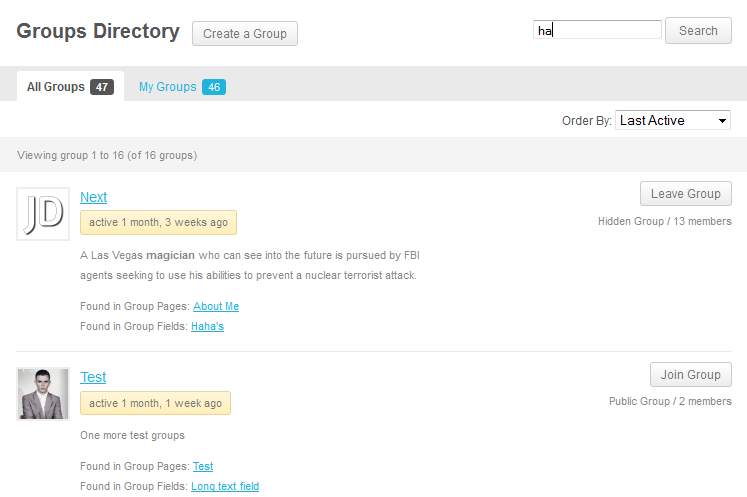 Groups Directory Create a Group ha Search
All Groups 47 My Groups 46
Order By: Last Active
Viewing group 1 to 16 (of 16 groups)
JD
Next Leave Group
active 1 month, 3 weeks ago Hidden Group / 13 members
A Las Vegas magician who can see into the future is pursued by FBI
agents seeking to use his abilities to prevent a nuclear terrorist attack.
Found in Group Pages: About Me
Found in Group Fields: Haha's
Test Join Group
active 1 month, 1 week ago Public Group / 2 members
One more test groups
Found in Group Pages: Test
Found in Group Fields: Long text field